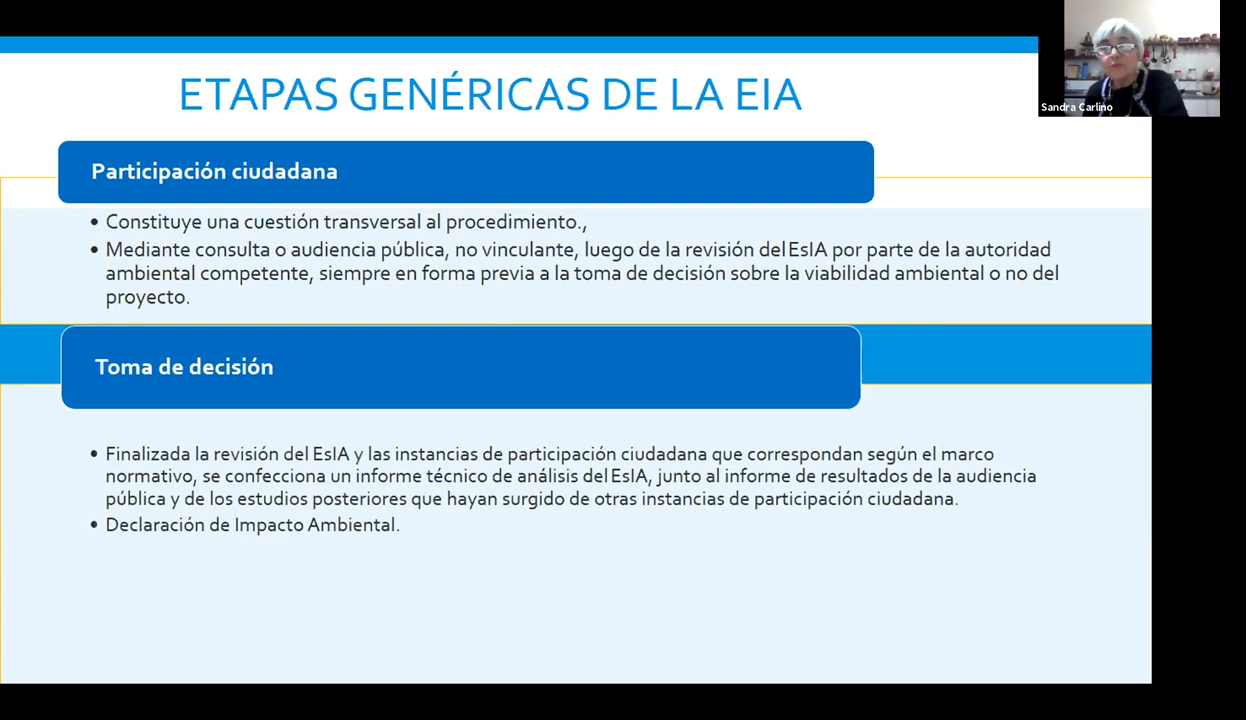 ETAPAS GENÉRICAS DE LA EIA
Sandra Carlino
Participación ciudadana
• Constituye una cuestión transversal al procedimiento.,
• Mediante consulta o audiencia pública, no vinculante, luego de la revisión del EsIA por parte de la autoridad
ambiental competente, siempre en forma previa a la toma de decisión sobre la viabilidad ambiental o no del
proyecto.
Toma de decisión
• Finalizada la revisión del EsIA y las instancias de participación ciudadana que correspondan según el marco
normativo, se confecciona un informe técnico de análisis del EsIA, junto al informe de resultados de la audiencia
pública y de los estudios posteriores que hayan surgido de otras instancias de participación ciudadana.
• Declaración de Impacto Ambiental.